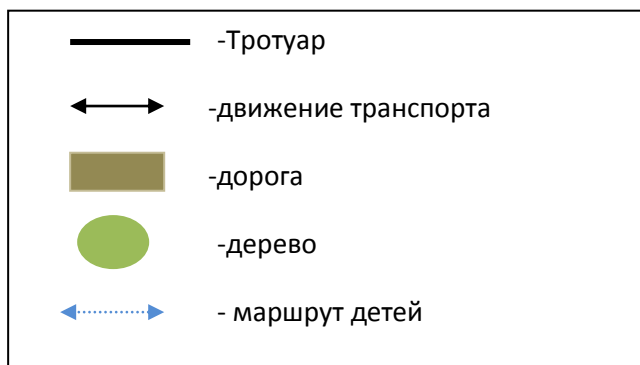 -Тротуар
-движение транспорта
-дорога
-дерево
- маршрут детей